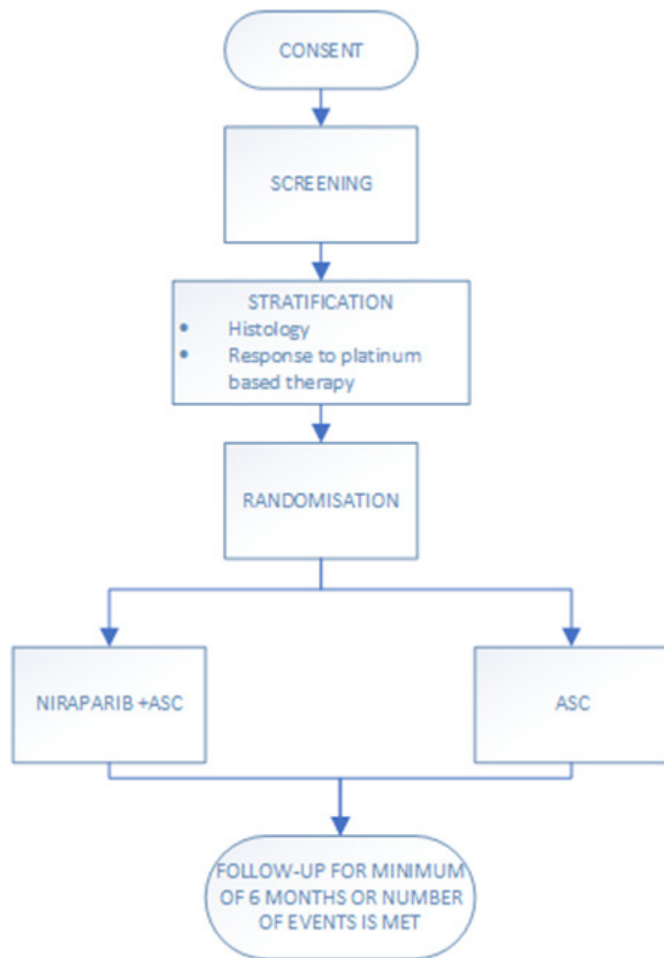 CONSENT
SCREENING
STRATIFICATION
• Histology
• Response to platinum
based therapy
RANDOMISATION
NIRAPARIB +ASC
ASC
FOLLOW-UP FOR MINIMUM
OF 6 MONTHS OR NUMBER
OF EVENTS IS MET